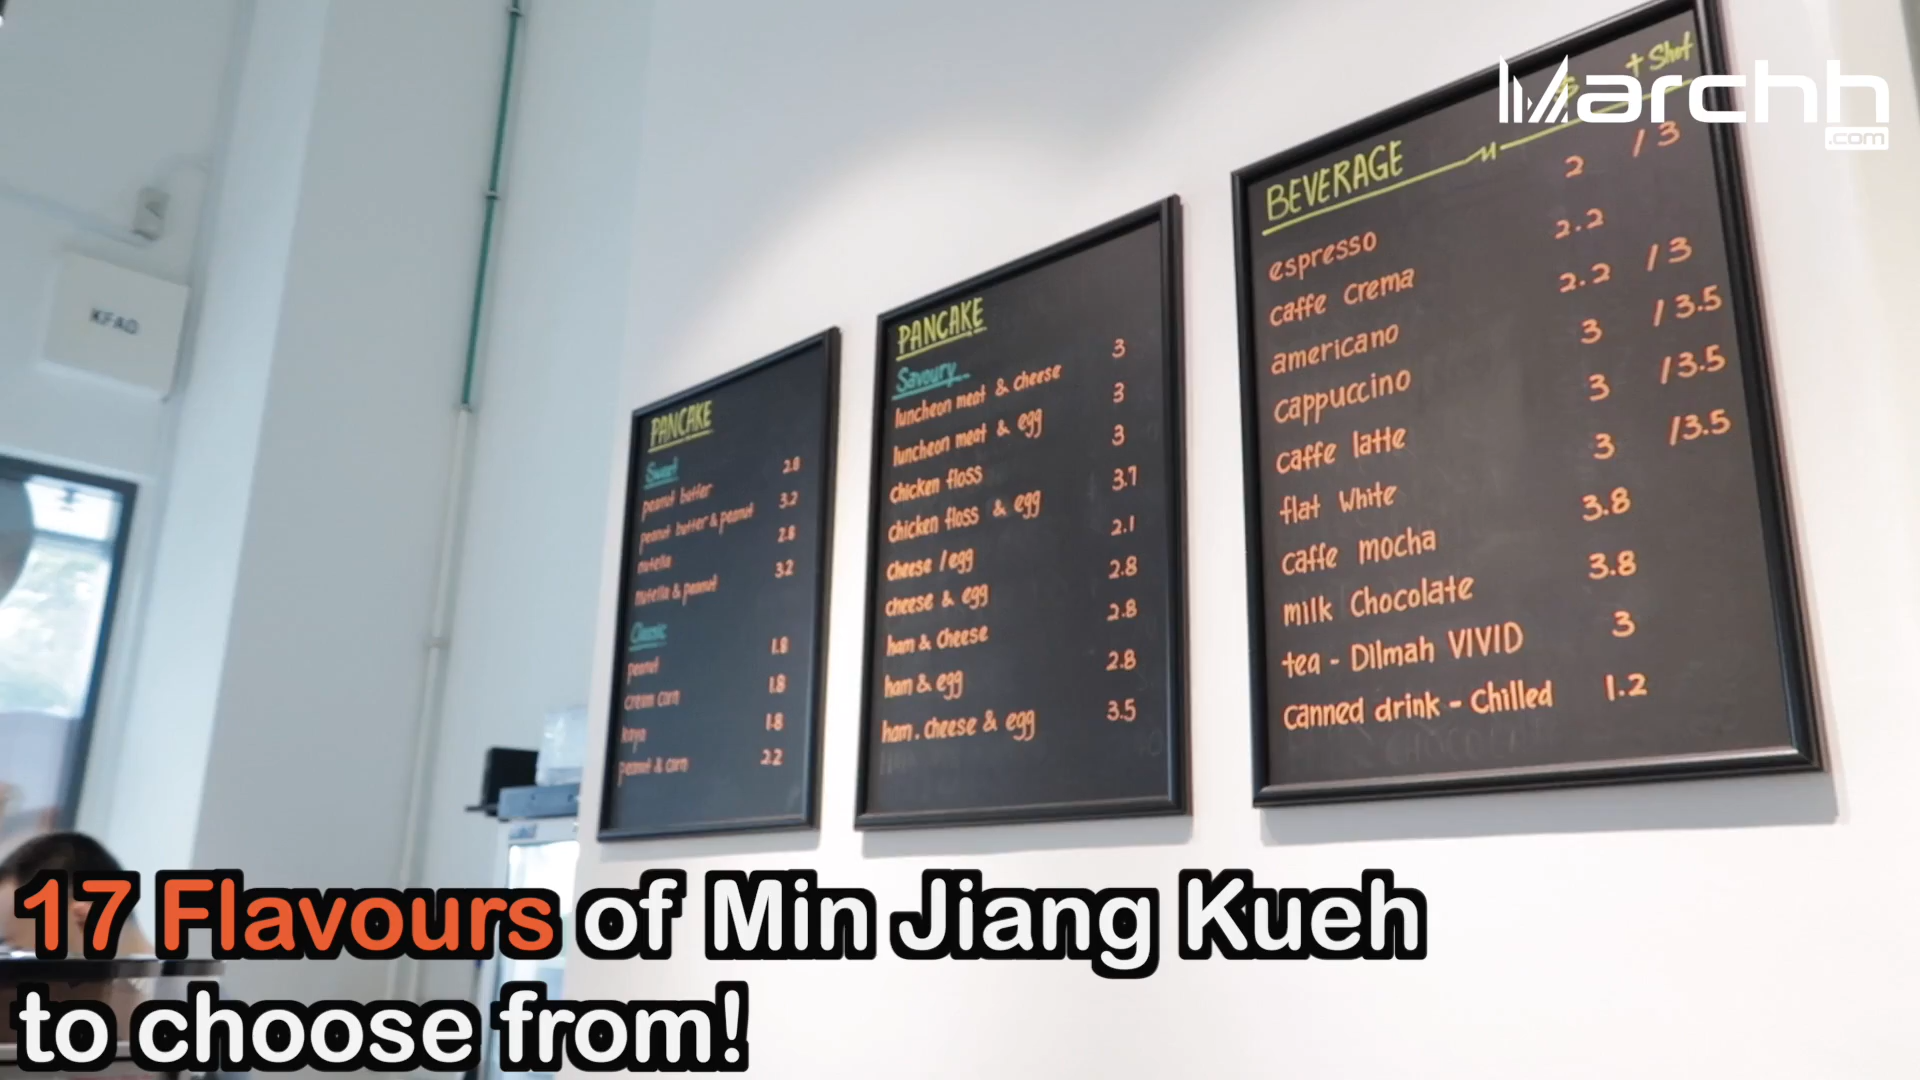 Marchh
.com
KFAO
PANCAKE
Sweet
peanut butter 2.8
peanut butter & peanut 3.2
nutella 2.8
nutella & peanut 3.2
Classic
peanut 1.8
cream corn 1.8
kaya 1.8
peanut & corn 2.2
PANCAKE
Savoury
luncheon meat & cheese 3
luncheon meat & egg 3
chicken floss 3
chicken floss & egg 3.7
cheese / egg 2.1
cheese & egg 2.8
ham & cheese 2.8
ham & egg 2.8
ham . cheese & egg 3.5
$ + Shot
BEVERAGE
espresso 2 / 3
caffe crema 2.2
americano 2.2 / 3
cappuccino 3 / 3.5
caffe latte 3 / 3.5
flat white 3 / 3.5
caffe mocha 3.8
milk Chocolate 3.8
tea - Dilmah VIVID 3
canned drink - Chilled 1.2
17 Flavours of Min Jiang Kueh
to choose from!